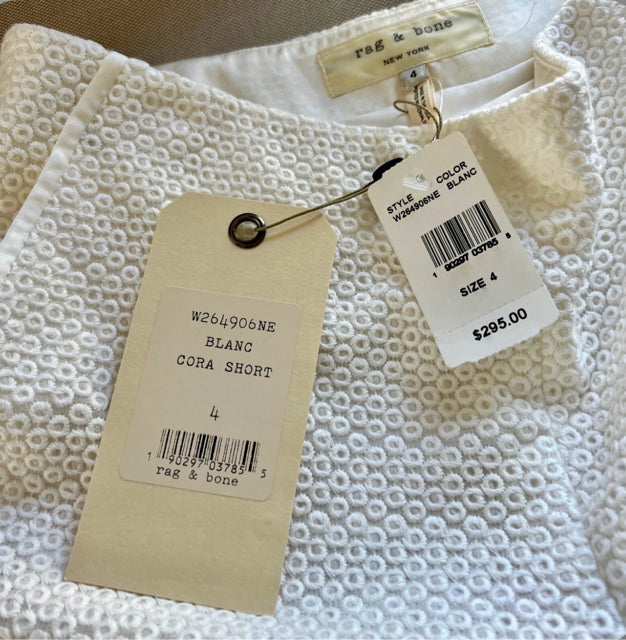 rag & bone
NEW YORK
4
STYLE COLOR
W264906NE BLANC
1 90297 03785 8
SIZE 4
$295.00
W264906NE
BLANC
CORA SHORT
4
1 90297 03785 5
rag & bone